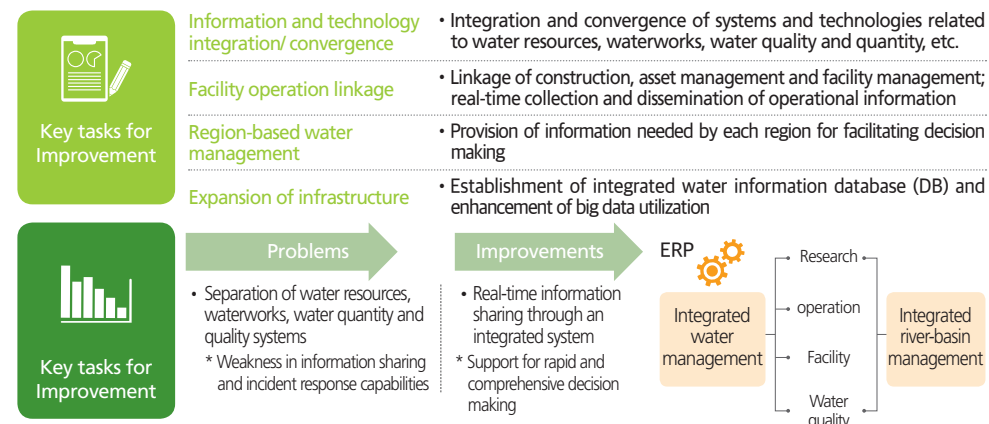 Key tasks for
Improvement
Information and technology
integration/ convergence
• Integration and convergence of systems and technologies related
to water resources, waterworks, water quality and quantity, etc.
Facility operation linkage
• Linkage of construction, asset management and facility management;
real-time collection and dissemination of operational information
Region-based water
management
• Provision of information needed by each region for facilitating decision
making
Expansion of infrastructure
• Establishment of integrated water information database (DB) and
enhancement of big data utilization
Key tasks for
Improvement
Problems
• Separation of water resources,
waterworks, water quantity and
quality systems
* Weakness in information sharing
and incident response capabilities
Improvements
• Real-time information
sharing through an
integrated system
* Support for rapid and
comprehensive decision
making
ERP
Integrated
water
management
Research
operation
Facility
Water
quality
Integrated
river-basin
management